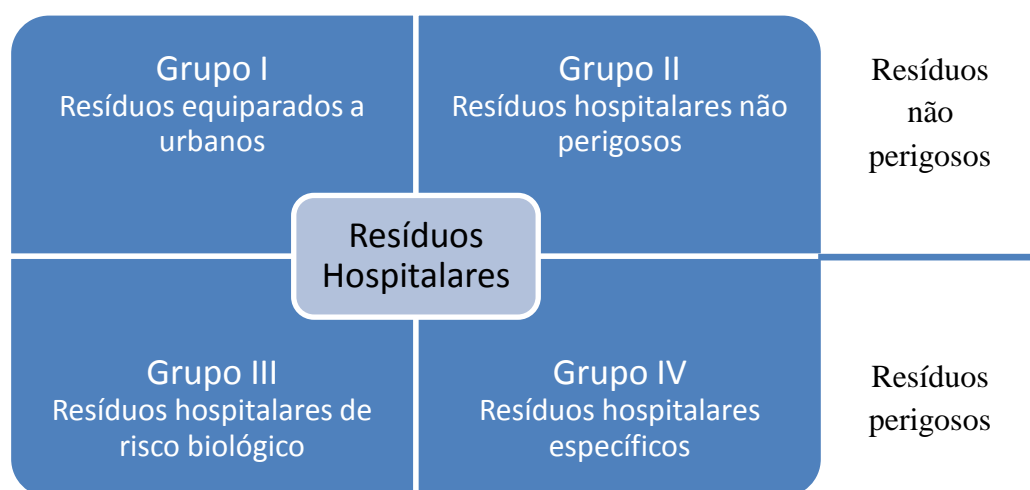 Grupo I
Resíduos equiparados a
urbanos
Grupo II
Resíduos hospitalares não
perigosos
Resíduos
não
perigosos
Resíduos
Hospitalares
Grupo III
Resíduos hospitalares de
risco biológico
Grupo IV
Resíduos hospitalares
específicos
Resíduos
perigosos